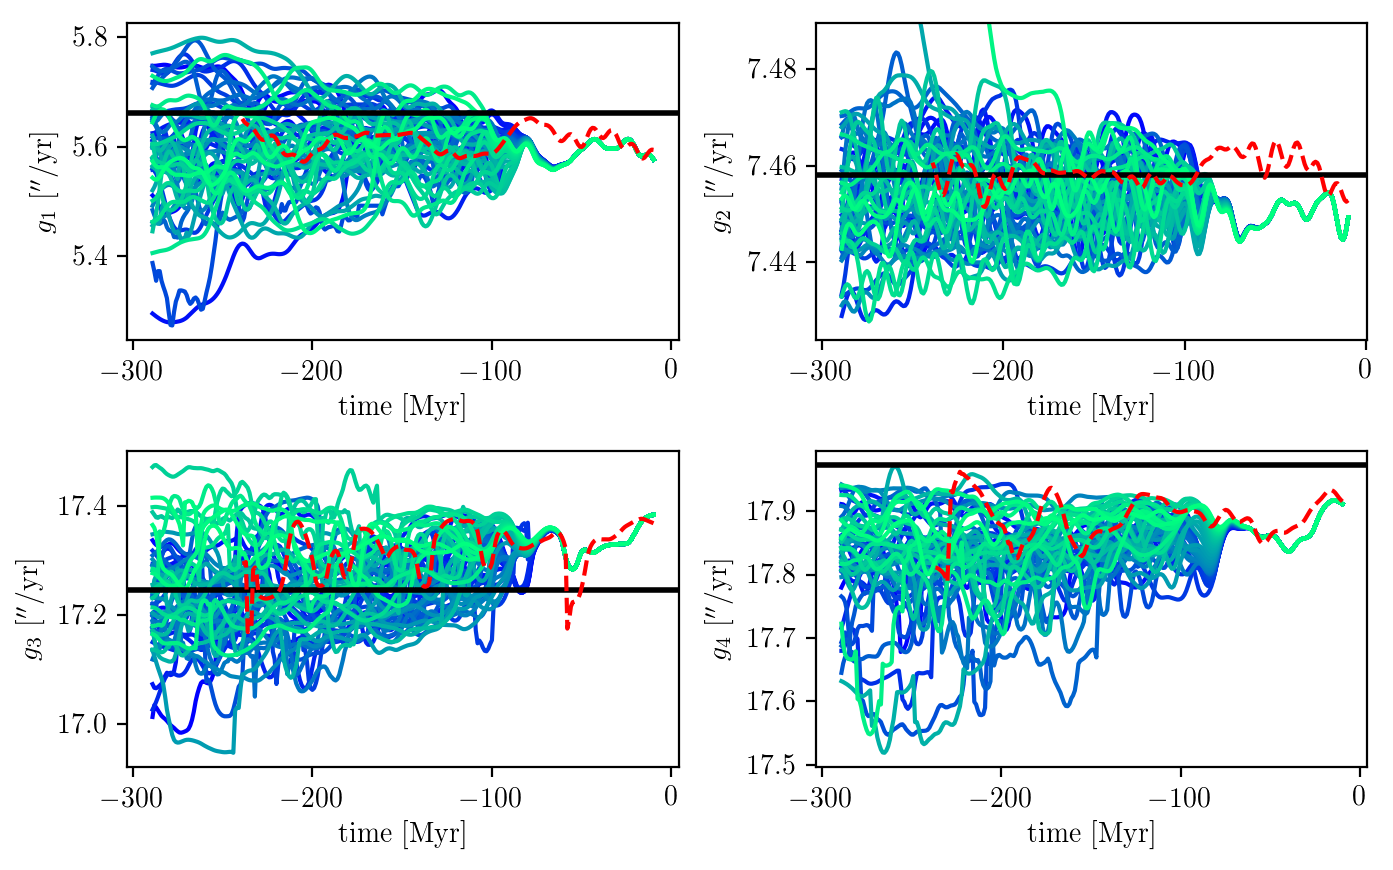 5.8
5.6
5.4
g₁ [″/yr]
−300 −200 −100 0
time [Myr]
7.48
7.46
7.44
g₂ [″/yr]
−300 −200 −100 0
time [Myr]
17.4
17.2
17.0
g₃ [″/yr]
−300 −200 −100 0
time [Myr]
17.9
17.8
17.7
17.6
17.5
g₄ [″/yr]
−300 −200 −100 0
time [Myr]